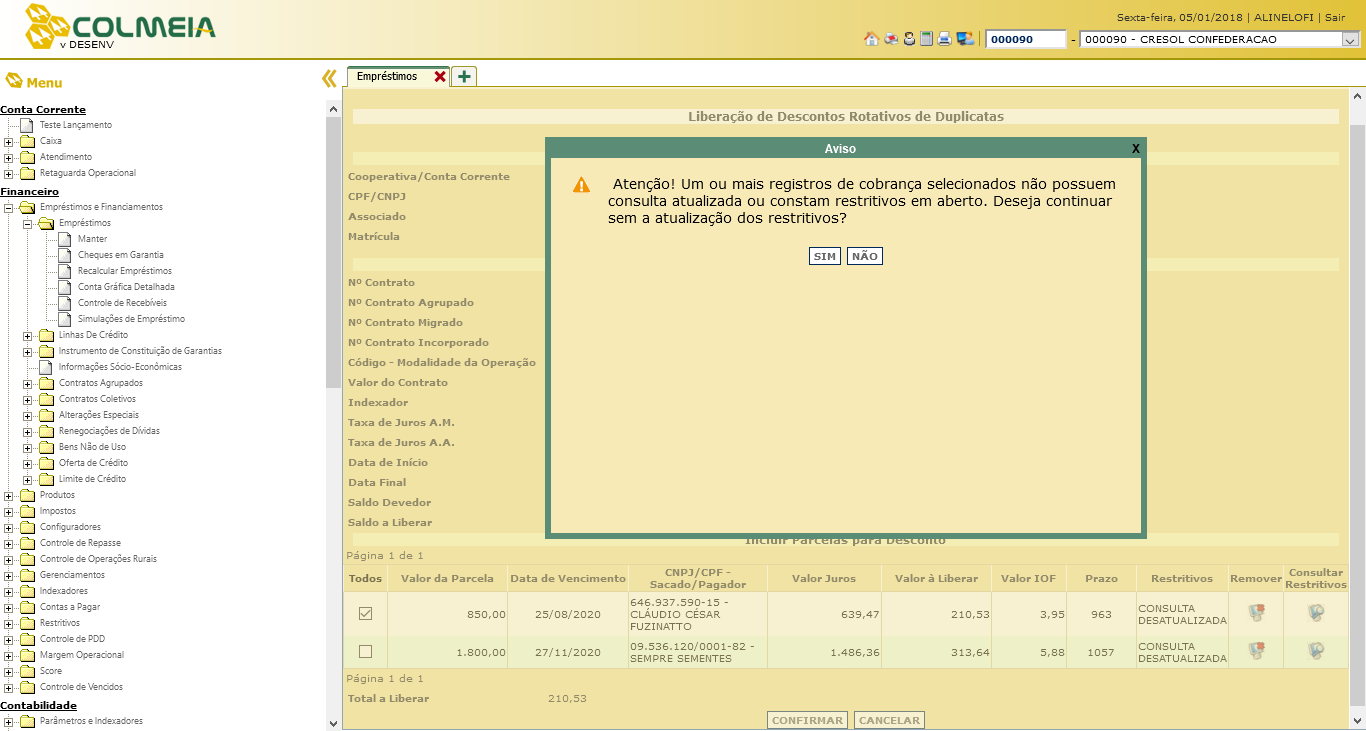 COLMEIA
v DESENV
Sexta-feira, 05/01/2018 | ALINELOFI | Sair
000090 - 000090 - CRESOL CONFEDERACAO
Menu
Conta Corrente
Teste Lançamento
Caixa
Atendimento
Retaguarda Operacional
Financeiro
Empréstimos e Financiamentos
Empréstimos
Manter
Cheques em Garantia
Recalcular Empréstimos
Conta Gráfica Detalhada
Controle de Recebíveis
Simulações de Empréstimo
Linhas De Crédito
Instrumento de Constituição de Garantias
Informações Sócio-Econômicas
Contratos Agrupados
Contratos Coletivos
Alterações Especiais
Renegociações de Dívidas
Bens Não de Uso
Oferta de Crédito
Limite de Crédito
Produtos
Impostos
Configuradores
Controle de Repasse
Controle de Operações Rurais
Gerenciamentos
Indexadores
Contas a Pagar
Restritivos
Controle de PDD
Margem Operacional
Score
Controle de Vencidos
Contabilidade
Parâmetros e Indexadores
Empréstimos
Liberação de Descontos Rotativos de Duplicatas
Cooperativa/Conta Corrente
CPF/CNPJ
Associado
Matrícula
Nº Contrato
Nº Contrato Agrupado
Nº Contrato Migrado
Nº Contrato Incorporado
Código - Modalidade da Operação
Valor do Contrato
Indexador
Taxa de Juros A.M.
Taxa de Juros A.A.
Data de Início
Data Final
Saldo Devedor
Saldo a Liberar
Aviso X
Atenção! Um ou mais registros de cobrança selecionados não possuem
consulta atualizada ou constam restritivos em aberto. Deseja continuar
sem a atualização dos restritivos?
SIM NÃO
Incluir Parcelas para Desconto
Página 1 de 1
Todos Valor da Parcela Data de Vencimento CNPJ/CPF - Sacado/Pagador Valor Juros Valor à Liberar Valor IOF Prazo Restritivos Remover Consultar Restritivos
850,00 25/08/2020 646.937.590-15 - CLÁUDIO CÉSAR FUZINATTO 639,47 210,53 3,95 963 CONSULTA DESATUALIZADA
1.800,00 27/11/2020 09.536.120/0001-82 - SEMPRE SEMENTES 1.486,36 313,64 5,88 1057 CONSULTA DESATUALIZADA
Página 1 de 1
Total a Liberar 210,53
CONFIRMAR CANCELAR